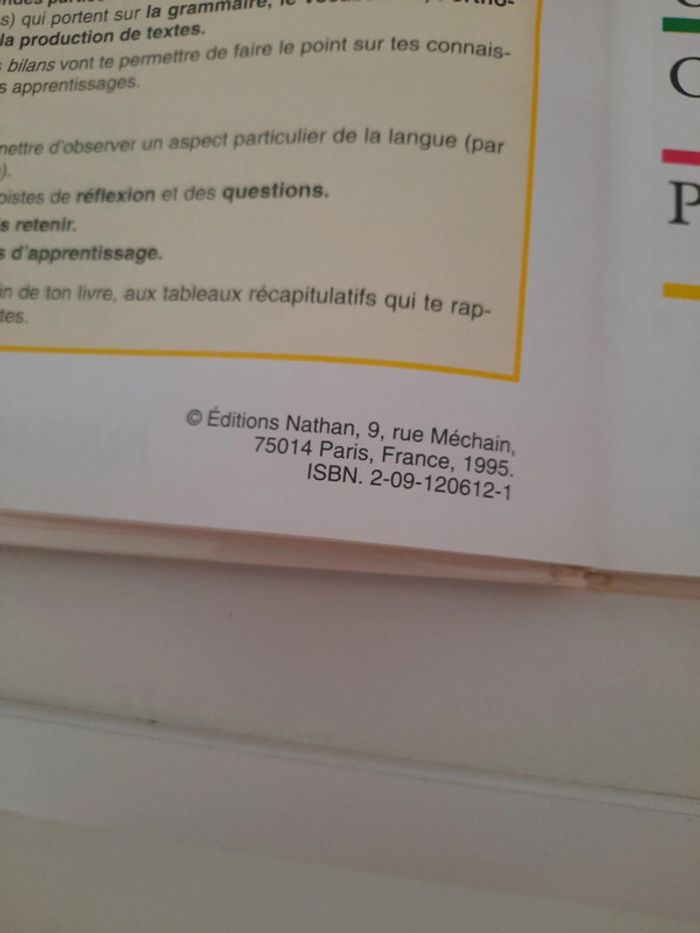 s) qui portent sur la grammaire, le
la production de textes.
bilans vont te permettre de faire le point sur tes connais-
s apprentissages.
mettre d'observer un aspect particulier de la langue (par
).
pistes de réflexion et des questions.
s retenir.
s d'apprentissage.
in de ton livre, aux tableaux récapitulatifs qui te rap-
tes.
© Éditions Nathan, 9, rue Méchain,
75014 Paris, France, 1995.
ISBN. 2-09-120612-1
C
P